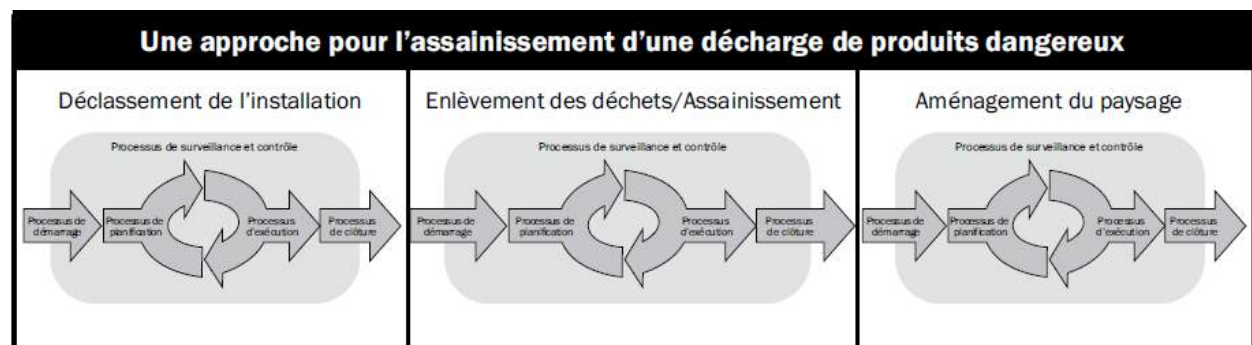 Une approche pour l'assainissement d'une décharge de produits dangereux
Déclassement de l'installation
Processus de surveillance et contrôle
Processus de
démarrage
Processus de
planification
Processus
d'exécution
Processus
de clôture
Enlèvement des déchets/Assainissement
Processus de surveillance et contrôle
Processus de
démarrage
Processus de
planification
Processus
d'exécution
Processus
de clôture
Aménagement du paysage
Processus de surveillance et contrôle
Processus de
démarrage
Processus de
planification
Processus
d'exécution
Processus
de clôture